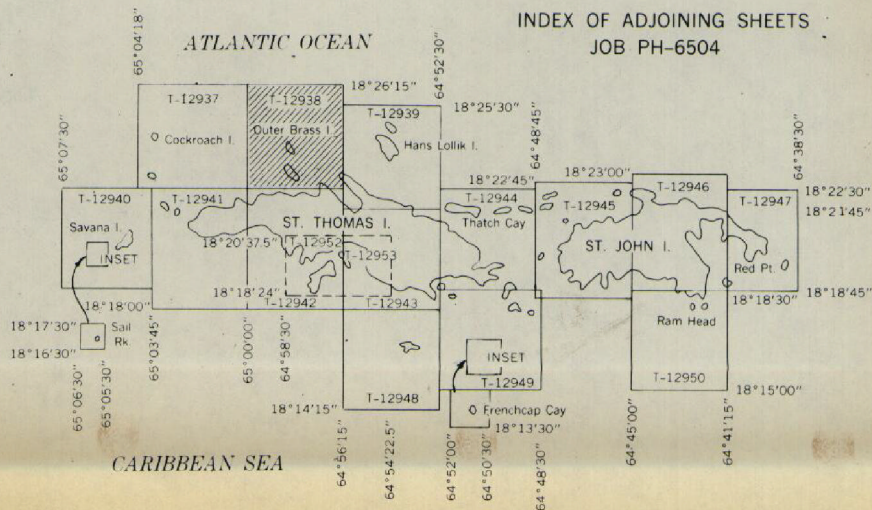 INDEX OF ADJOINING SHEETS
JOB PH-6504
ATLANTIC OCEAN
65°04'18"
64°52'30"
18°26'15"
T-12937
T-12938
T-12939
18°25'30"
Cockroach I.
Outer Brass I.
Hans Lollik I.
64°48'45"
64°38'30"
65°07'30"
18°23'00"
18°22'45"
T-12940
T-12941
T-12944
T-12945
T-12946
T-12947
18°22'30"
18°21'45"
Savana I.
ST. THOMAS I.
Thatch Cay
INSET
18°20'37.5"
T-12952
T-12953
ST. JOHN I.
Red Pt.
18°18'24"
18°18'00"
T-12942
T-12943
18°18'30"
18°18'45"
18°17'30"
Sail
Rk.
18°16'30"
Ram Head
65°06'30"
65°05'30"
65°03'45"
65°00'00"
64°58'30"
INSET
T-12948
T-12949
T-12950
18°15'00"
18°14'15"
Frenchcap Cay
18°13'30"
64°56'15"
64°54'22.5"
64°52'00"
64°50'30"
64°48'30"
64°45'00"
64°41'15"
CARIBBEAN SEA